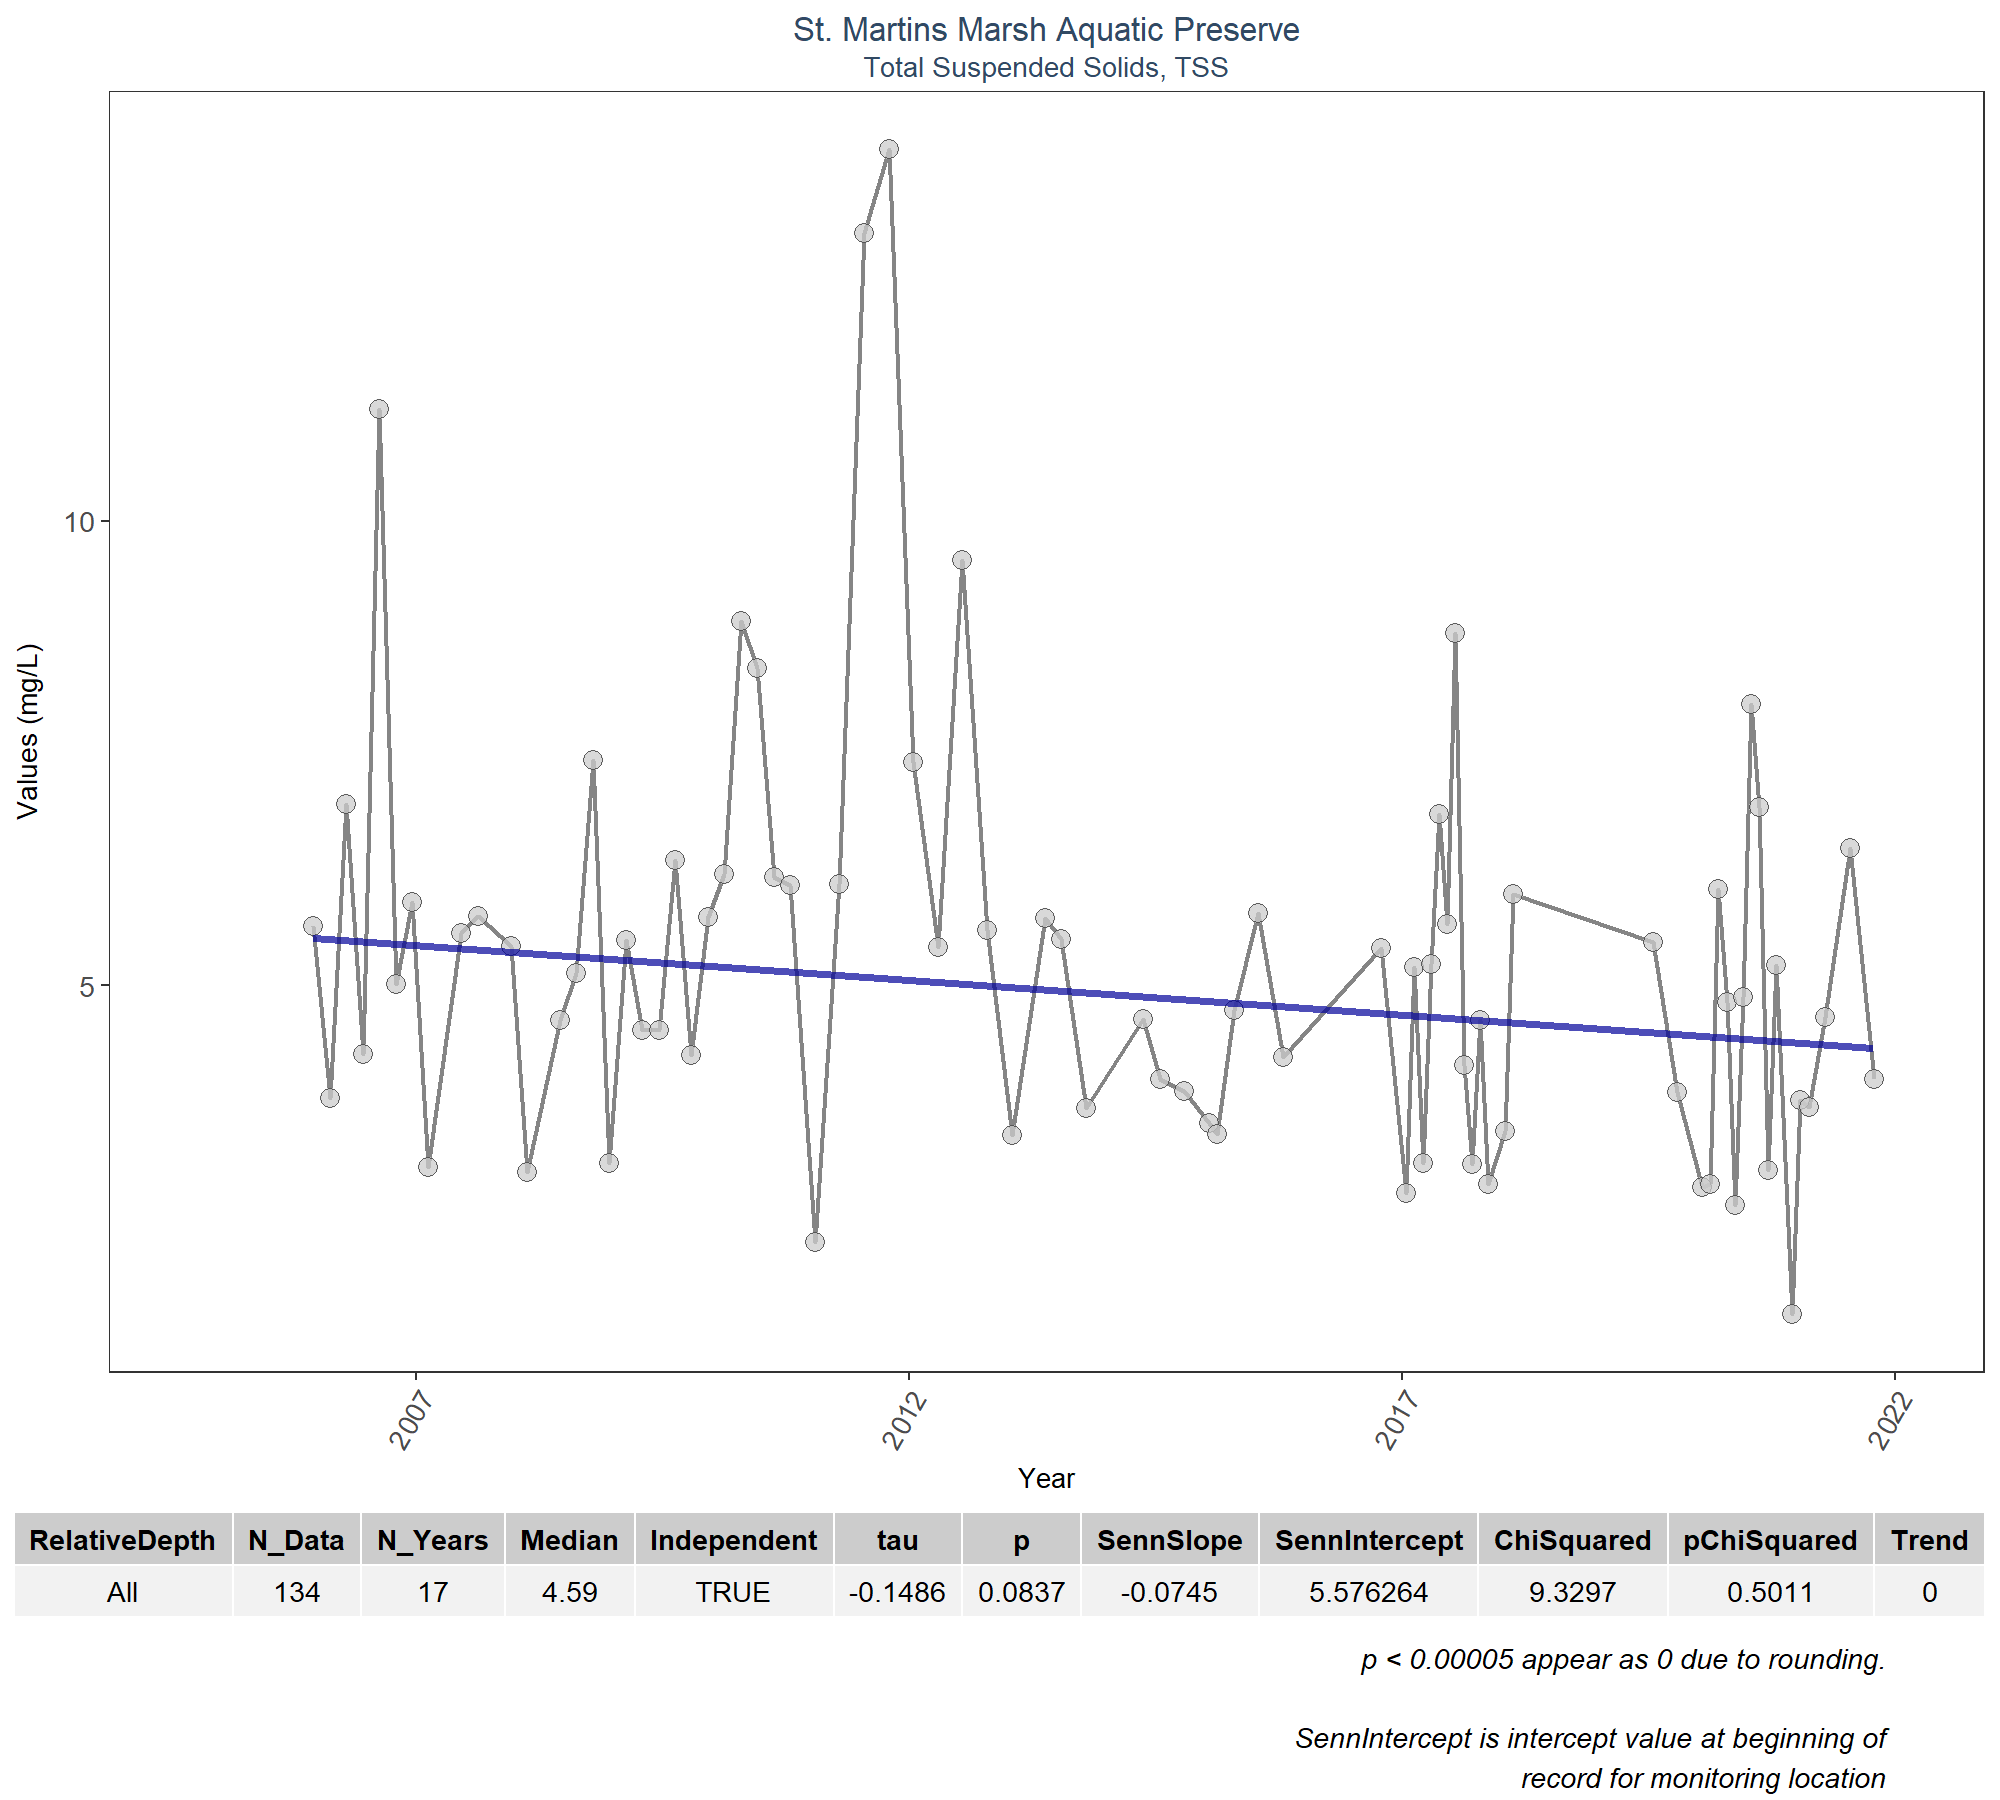 St. Martins Marsh Aquatic Preserve
Total Suspended Solids, TSS
Values (mg/L)
10
5
2007
2012
2017
2022
Year
RelativeDepth N_Data N_Years Median Independent tau p SennSlope SennIntercept ChiSquared pChiSquared Trend
All 134 17 4.59 TRUE -0.1486 0.0837 -0.0745 5.576264 9.3297 0.5011 0
p < 0.00005 appear as 0 due to rounding.
SennIntercept is intercept value at beginning of
record for monitoring location